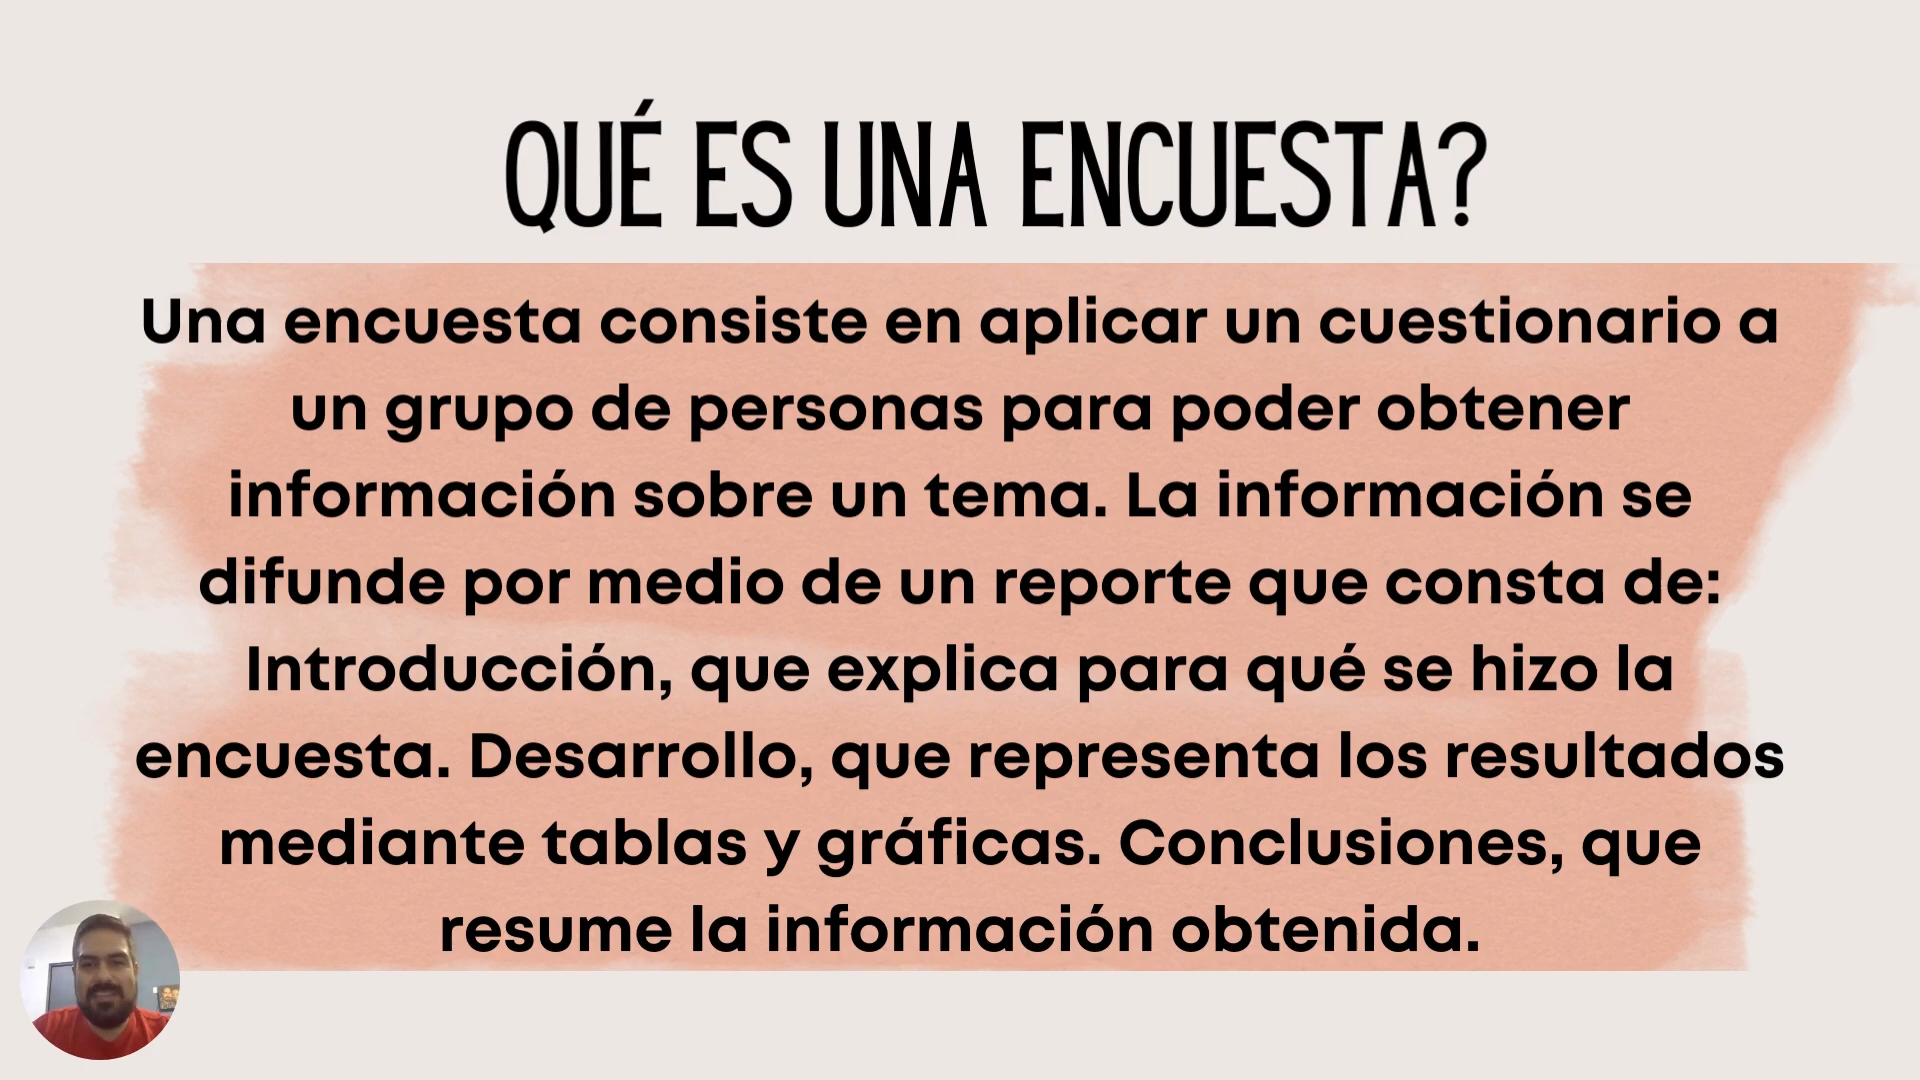 QUÉ ES UNA ENCUESTA?
Una encuesta consiste en aplicar un cuestionario a
un grupo de personas para poder obtener
información sobre un tema. La información se
difunde por medio de un reporte que consta de:
Introducción, que explica para qué se hizo la
encuesta. Desarrollo, que representa los resultados
mediante tablas y gráficas. Conclusiones, que
resume la información obtenida.